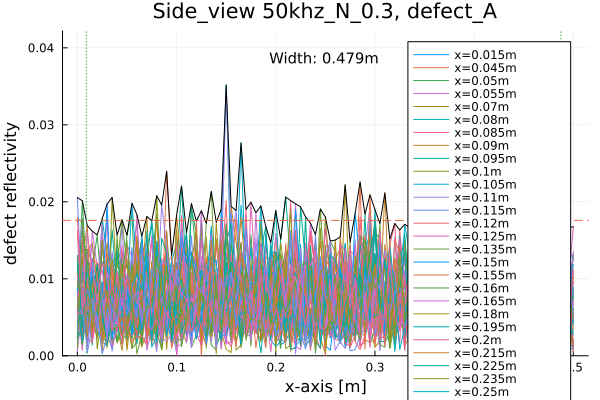 Side_view 50khz_N_0.3, defect_A
Width: 0.479m
defect reflectivity
0.04
0.03
0.02
0.01
0.00
0.0
0.1
0.2
0.3
.5
x-axis [m]
x=0.015m
x=0.045m
x=0.05m
x=0.055m
x=0.07m
x=0.08m
x=0.085m
x=0.09m
x=0.095m
x=0.1m
x=0.105m
x=0.11m
x=0.115m
x=0.12m
x=0.125m
x=0.135m
x=0.15m
x=0.155m
x=0.16m
x=0.165m
x=0.18m
x=0.195m
x=0.2m
x=0.215m
x=0.225m
x=0.235m
x=0.25m